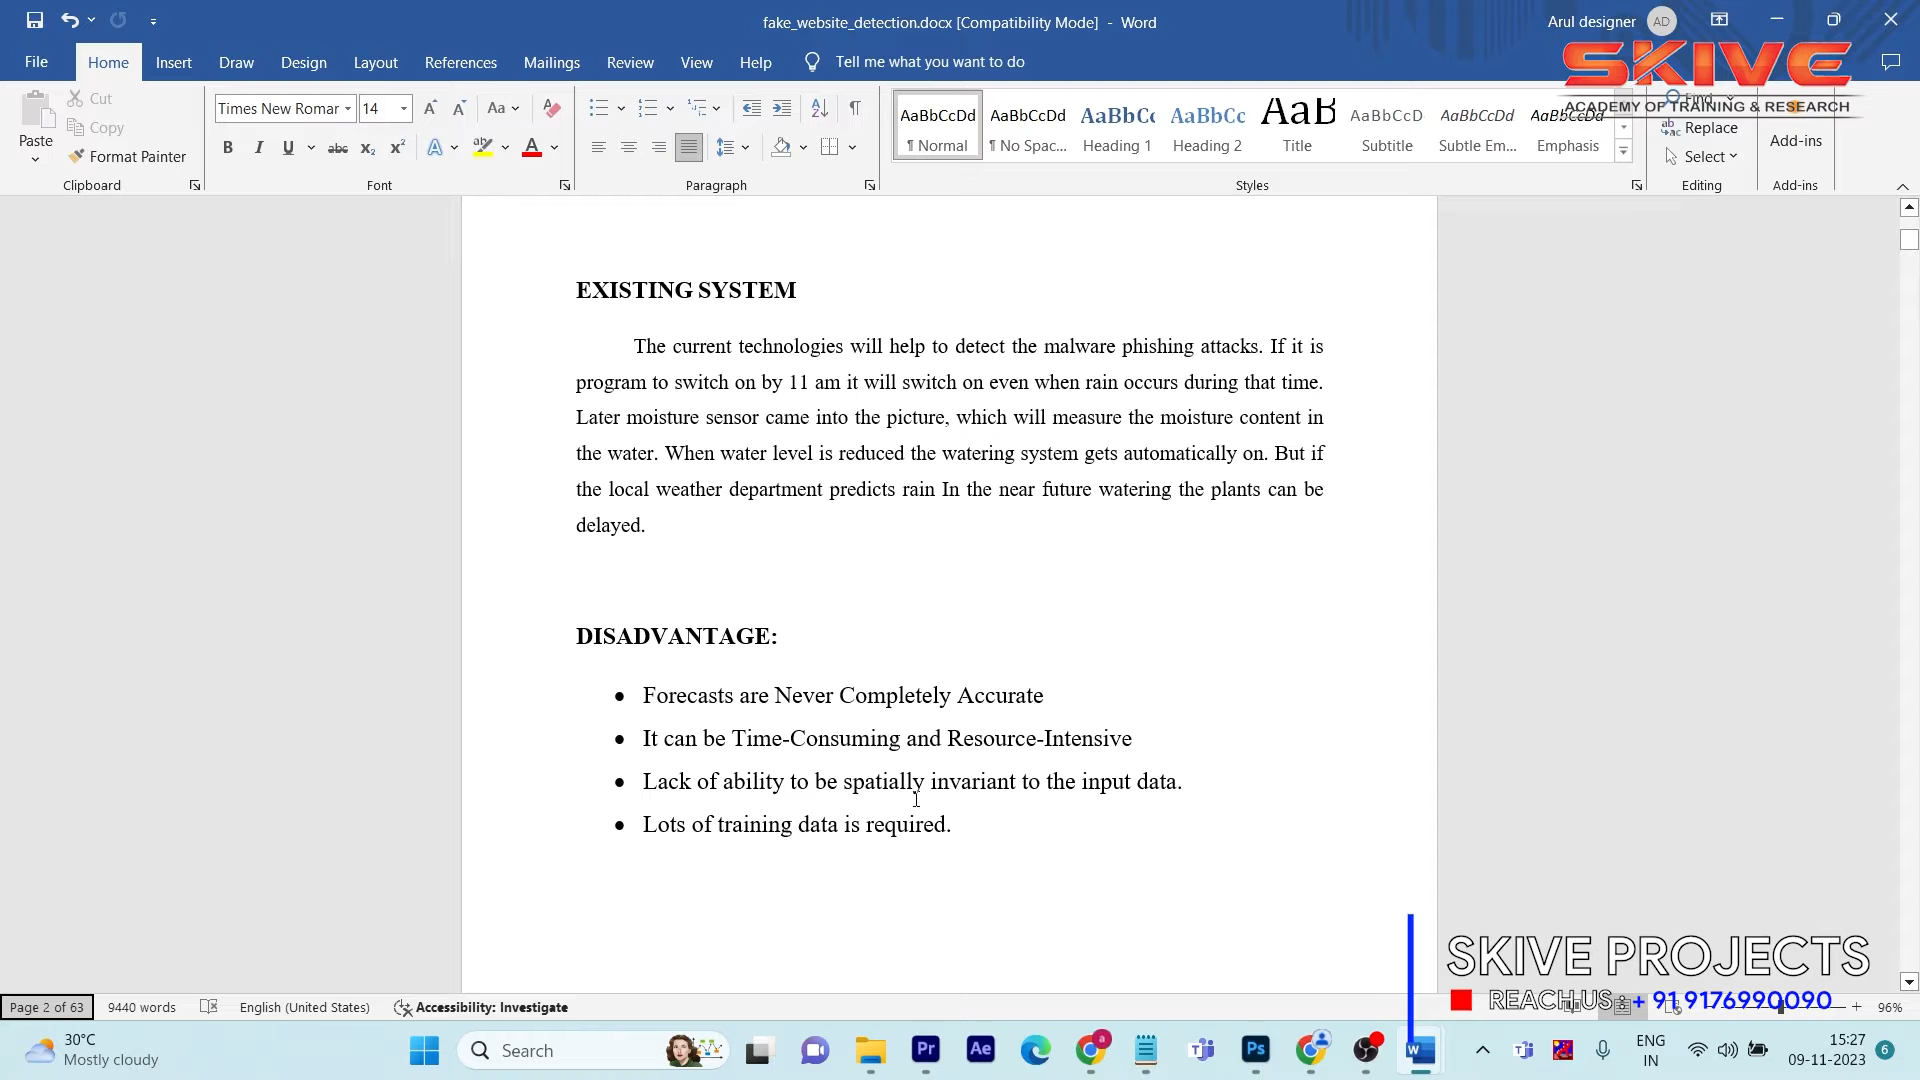 fake_website_detection.docx [Compatibility Mode] - Word
Arul designer AD
File Home Insert Draw Design Layout References Mailings Review View Help Tell me what you want to do
SKIVE
ACADEMY OF TRAINING & RESEARCH
Paste
Cut
Copy
Format Painter
Clipboard
Times New Roman 14
Font
Paragraph
AaBbCcDd AaBbCcDd AaBbCc AaBbCc AaB AaBbCcD AaBbCcDd AaBbCcDd
¶ Normal ¶ No Spac... Heading 1 Heading 2 Title Subtitle Subtle Em... Emphasis
Styles
Find
Replace
Select
Editing
Add-ins
Add-ins
EXISTING SYSTEM
The current technologies will help to detect the malware phishing attacks. If it is
program to switch on by 11 am it will switch on even when rain occurs during that time.
Later moisture sensor came into the picture, which will measure the moisture content in
the water. When water level is reduced the watering system gets automatically on. But if
the local weather department predicts rain In the near future watering the plants can be
delayed.
DISADVANTAGE:
• Forecasts are Never Completely Accurate
• It can be Time-Consuming and Resource-Intensive
• Lack of ability to be spatially invariant to the input data.
• Lots of training data is required.
SKIVE PROJECTS
REACH US + 91 9176990090
Page 2 of 63 9440 words English (United States) Accessibility: Investigate 96%
30°C
Mostly cloudy
Search
ENG
IN
15:27
09-11-2023
6